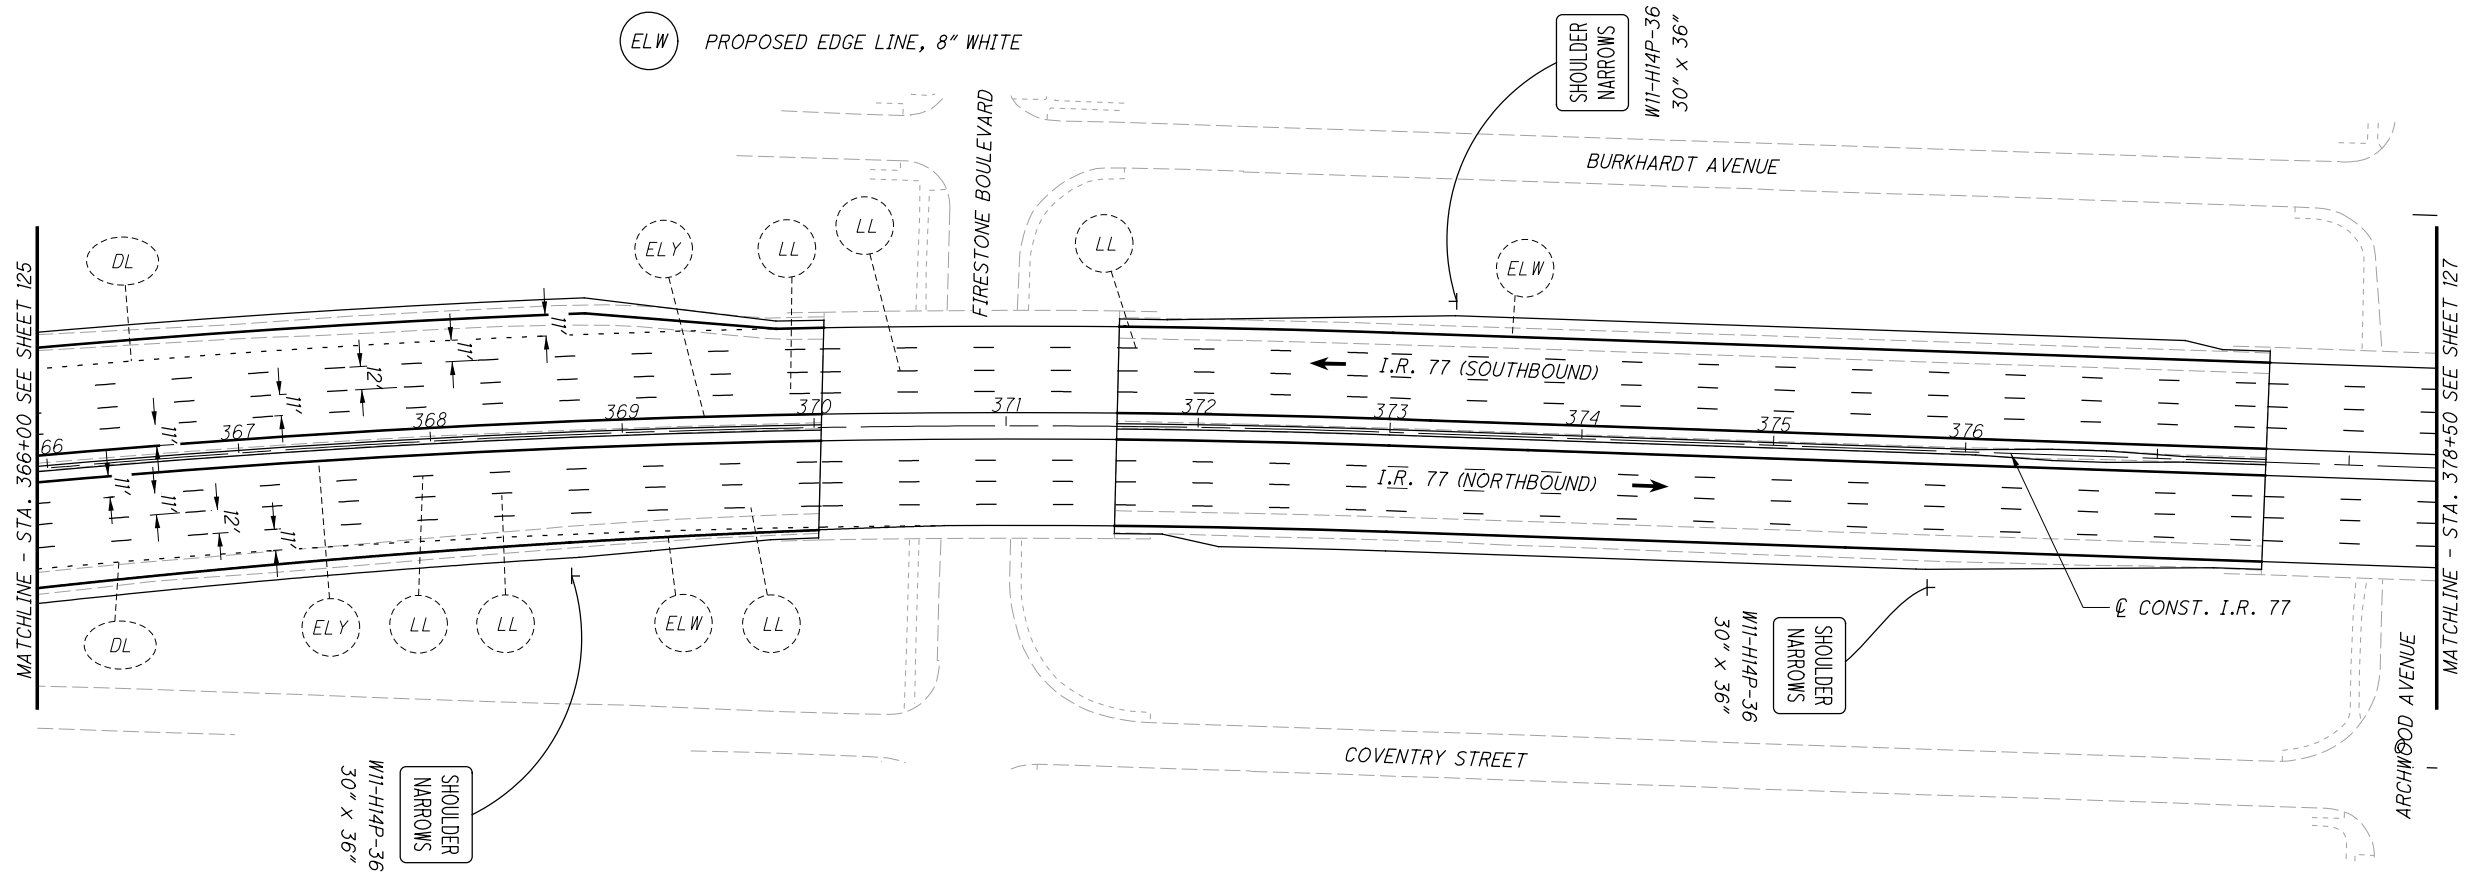 ELW PROPOSED EDGE LINE, 8" WHITE
SHOULDER
NARROWS
W11-H14P-36
30" x 36"
FIRESTONE BOULEVARD
BURKHARDT AVENUE
MATCHLINE - STA. 366+00 SEE SHEET 125
DL
ELY
LL
LL
LL
ELW
11'
11'
12'
11'
11'
I.R. 77 (SOUTHBOUND)
66
367
368
369
370
371
372
373
374
375
376
I.R. 77 (NORTHBOUND)
11'
11'
12'
11'
DL
ELY
LL
LL
ELW
LL
℄ CONST. I.R. 77
SHOULDER
NARROWS
W11-H14P-36
30" x 36"
SHOULDER
NARROWS
W11-H14P-36
30" x 36"
COVENTRY STREET
ARCHWOOD AVENUE
MATCHLINE - STA. 378+50 SEE SHEET 127